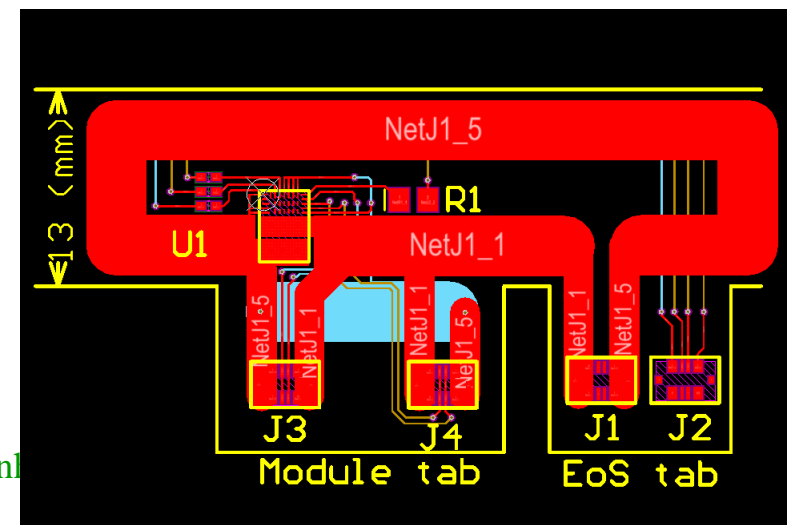 NetJ1_5
13 (mm)
R1
U1
NetJ1_1
NetJ1_5
NetJ1_1
NetJ1_1
NetJ1_5
NetJ1_1
NetJ1_5
J3
J4
J1
J2
Module tab
EoS tab